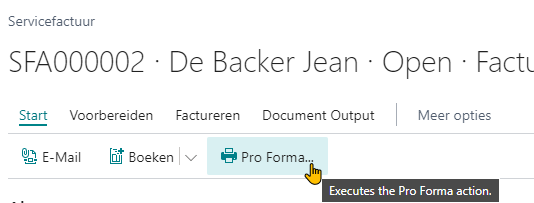 Servicefactuur
SFA000002 · De Backer Jean · Open · Factu
Start Voorbereiden Factureren Document Output Meer opties
E-Mail Boeken Pro Forma...
Executes the Pro Forma action.